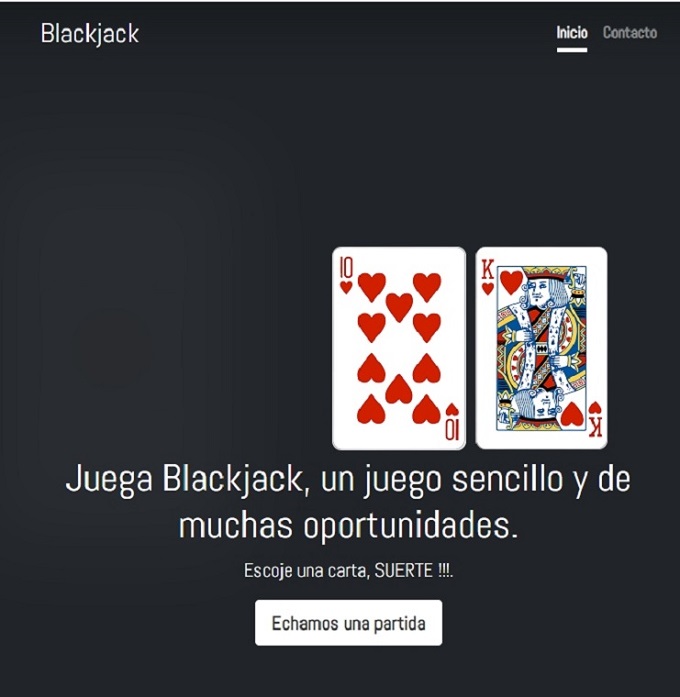 Blackjack
Inicio Contacto
10 K
10 K
Juega Blackjack, un juego sencillo y de
muchas oportunidades.
Escoje una carta, SUERTE !!!.
Echamos una partida